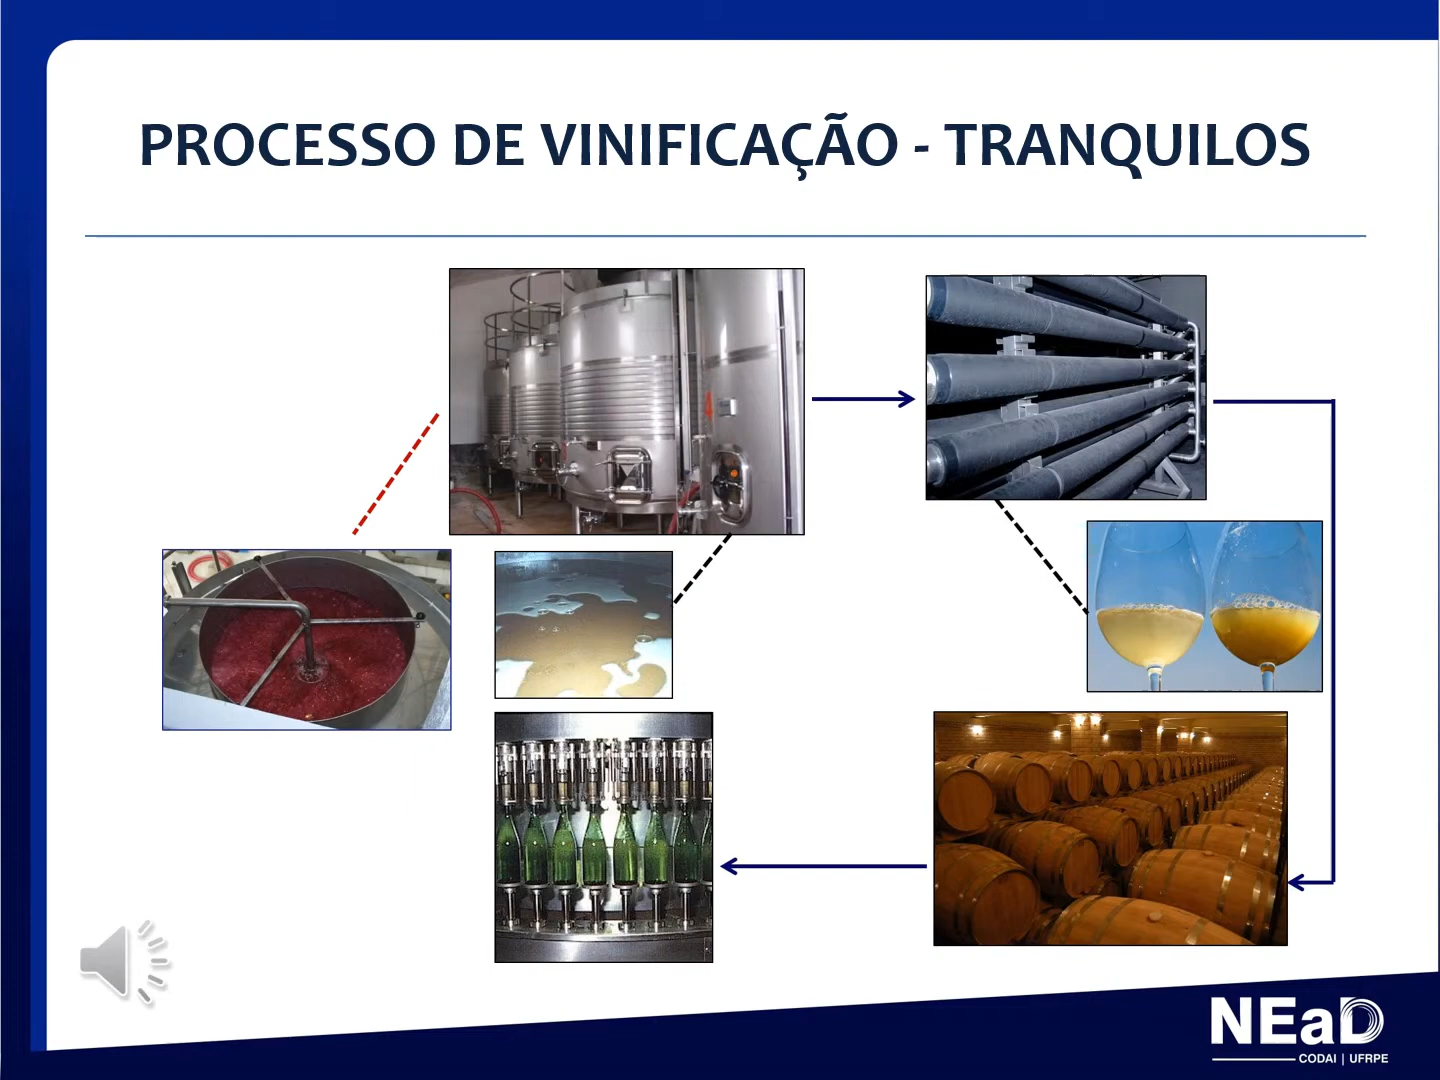 PROCESSO DE VINIFICAÇÃO - TRANQUILOS
NEaD
CODAI | UFRPE